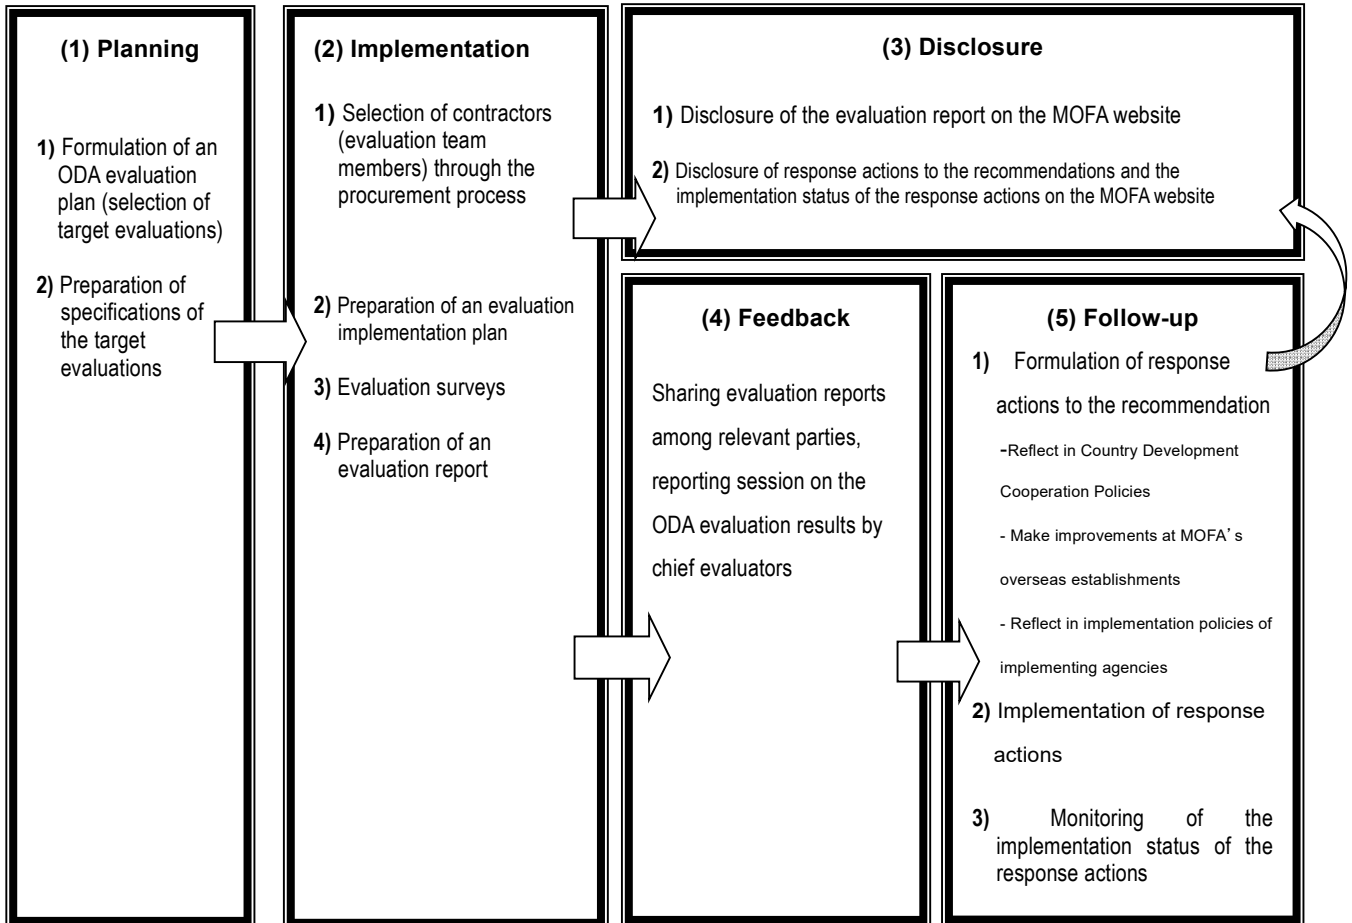 (1) Planning
1) Formulation of an
ODA evaluation
plan (selection of
target evaluations)
2) Preparation of
specifications of
the target
evaluations
(2) Implementation
1) Selection of contractors
(evaluation team
members) through the
procurement process
2) Preparation of an evaluation
implementation plan
3) Evaluation surveys
4) Preparation of an
evaluation report
(3) Disclosure
1) Disclosure of the evaluation report on the MOFA website
2) Disclosure of response actions to the recommendations and the
implementation status of the response actions on the MOFA website
(4) Feedback
Sharing evaluation reports
among relevant parties,
reporting session on the
ODA evaluation results by
chief evaluators
(5) Follow-up
1) Formulation of response
actions to the recommendation
-Reflect in Country Development
Cooperation Policies
- Make improvements at MOFA’s
overseas establishments
- Reflect in implementation policies of
implementing agencies
2) Implementation of response
actions
3) Monitoring of the
implementation status of the
response actions